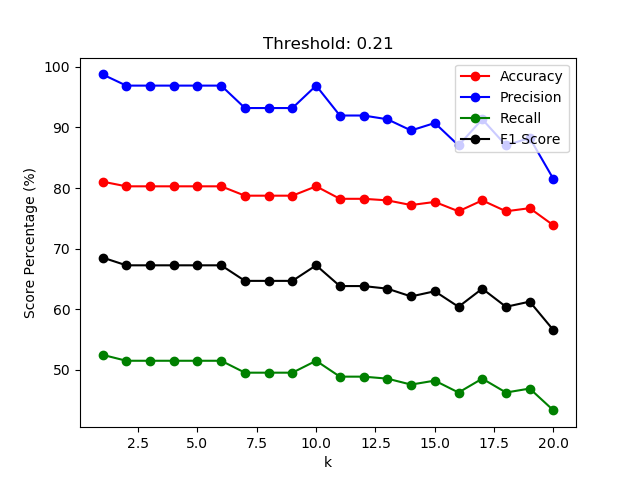 Threshold: 0.21
Score Percentage (%)
100
90
80
70
60
50
Accuracy
Precision
Recall
F1 Score
2.5
5.0
7.5
10.0
12.5
15.0
17.5
20.0
k